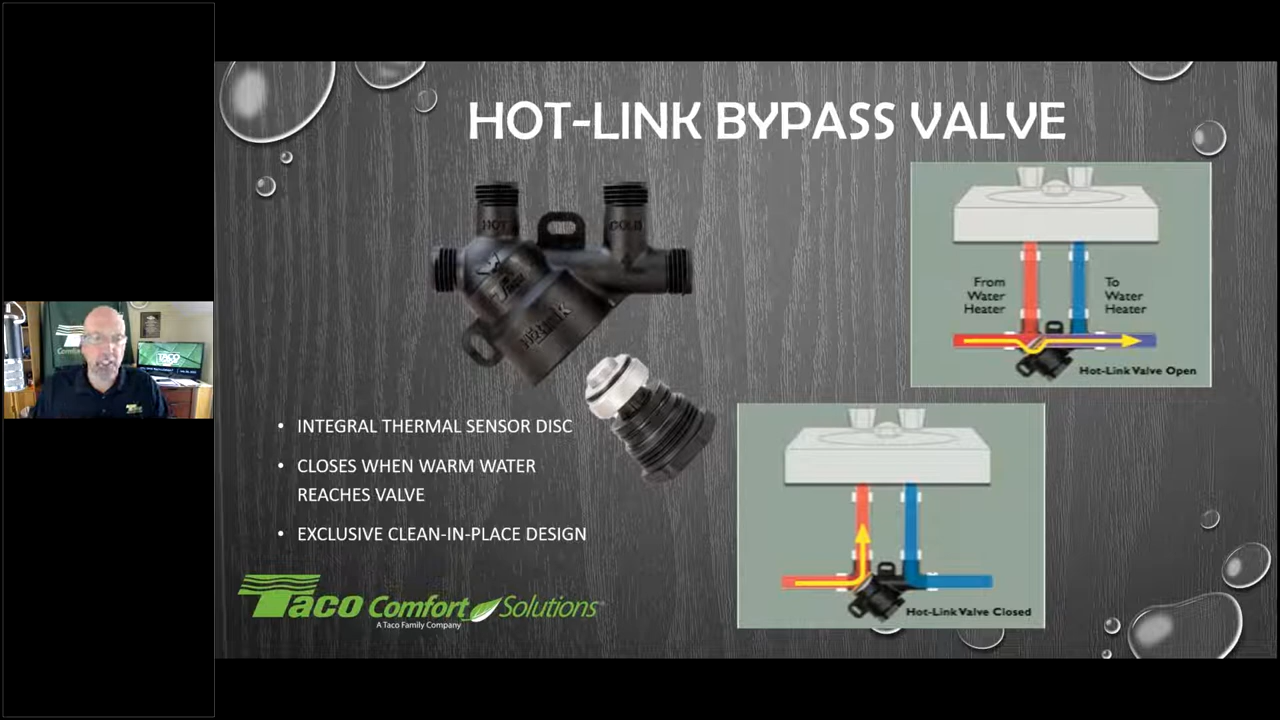 HOT-LINK BYPASS VALVE
HOT
COLD
From
Water
Heater
To
Water
Heater
Hot-Link Valve Open
• INTEGRAL THERMAL SENSOR DISC
• CLOSES WHEN WARM WATER
REACHES VALVE
• EXCLUSIVE CLEAN-IN-PLACE DESIGN
Hot-Link Valve Closed
Taco Comfort Solutions®
A Taco Family Company
TACO